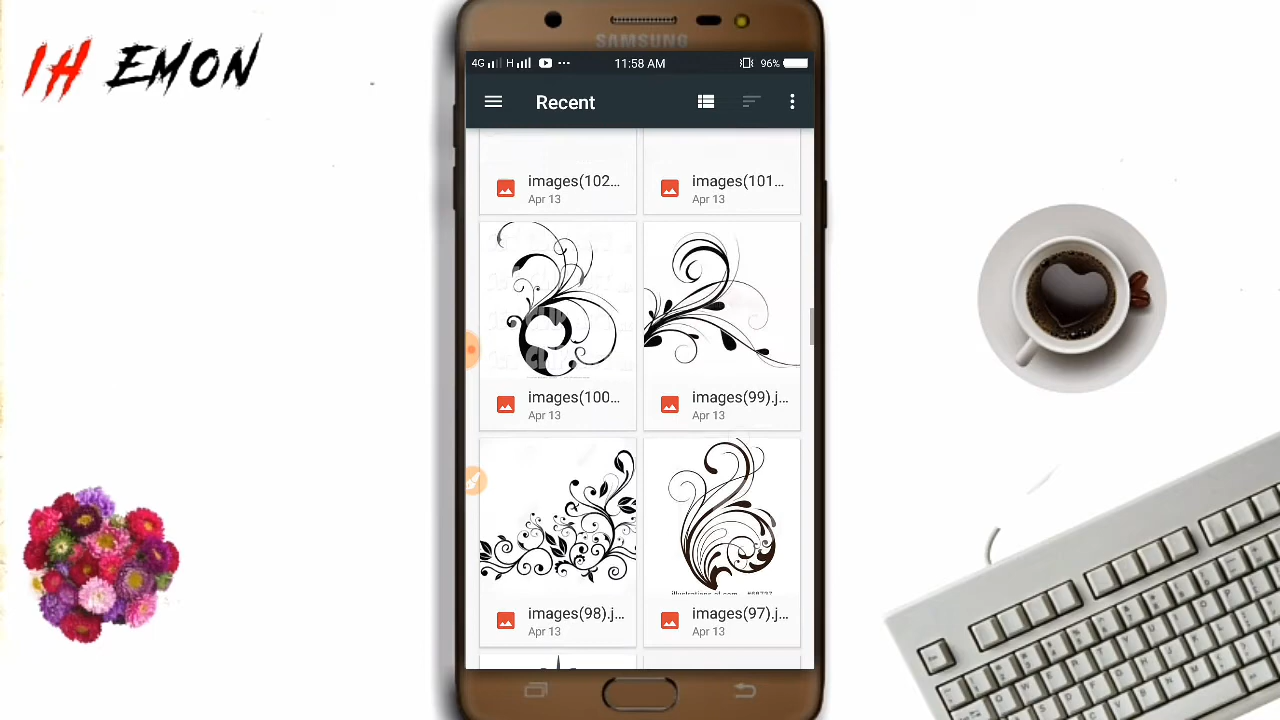 IH EMON
SAMSUNG
4G H ... 11:58 AM 96%
Recent
images(102... images(101...
Apr 13 Apr 13
images(100... images(99).j...
Apr 13 Apr 13
images(98).j... images(97).j...
Apr 13 Apr 13